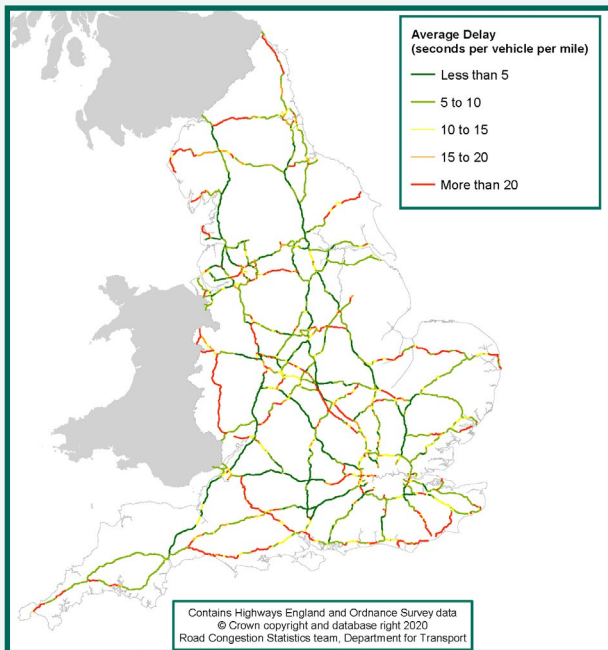 Average Delay
(seconds per vehicle per mile)
Less than 5
5 to 10
10 to 15
15 to 20
More than 20
Contains Highways England and Ordnance Survey data
© Crown copyright and database right 2020
Road Congestion Statistics team, Department for Transport